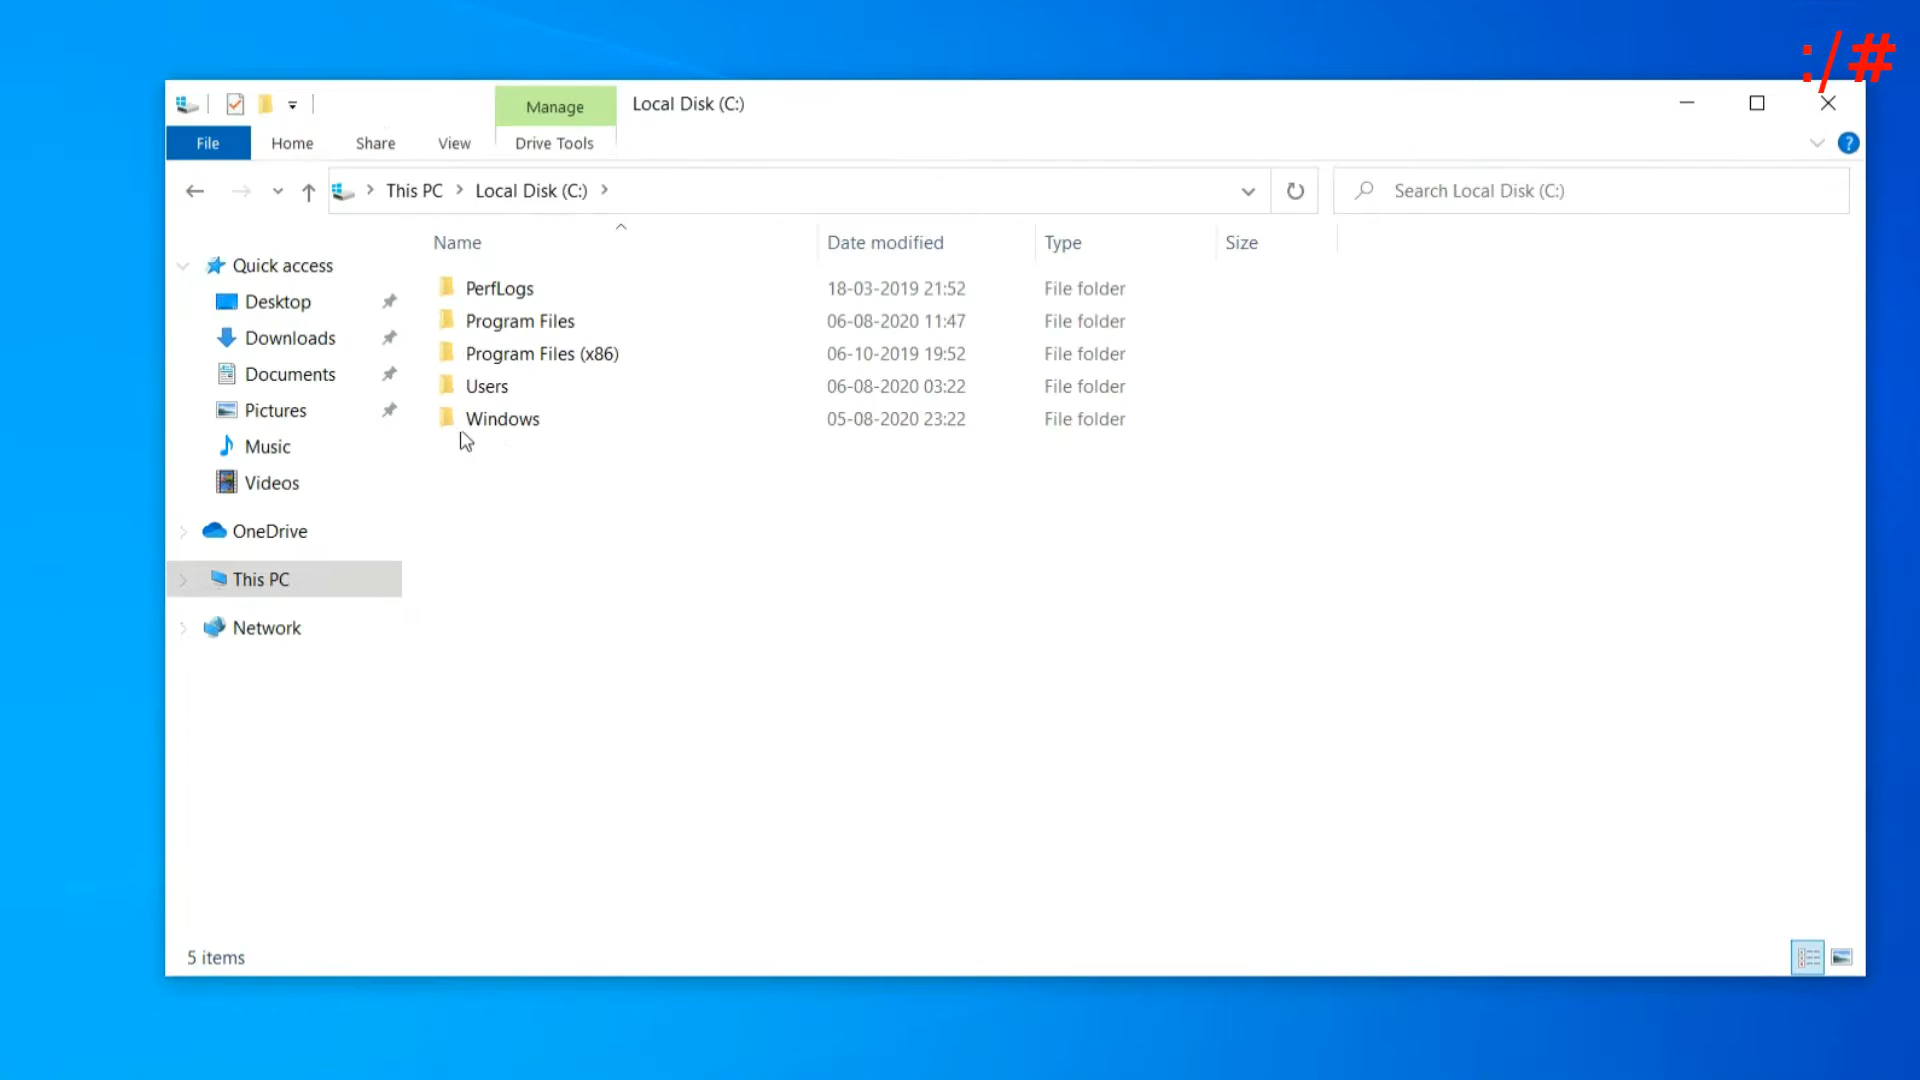 :/#
Manage
Local Disk (C:)
File
Home
Share
View
Drive Tools
?
This PC
Local Disk (C:)
Search Local Disk (C:)
Name
Date modified
Type
Size
Quick access
Desktop
Downloads
Documents
Pictures
Music
Videos
OneDrive
This PC
Network
PerfLogs 18-03-2019 21:52 File folder
Program Files 06-08-2020 11:47 File folder
Program Files (x86) 06-10-2019 19:52 File folder
Users 06-08-2020 03:22 File folder
Windows 05-08-2020 23:22 File folder
5 items